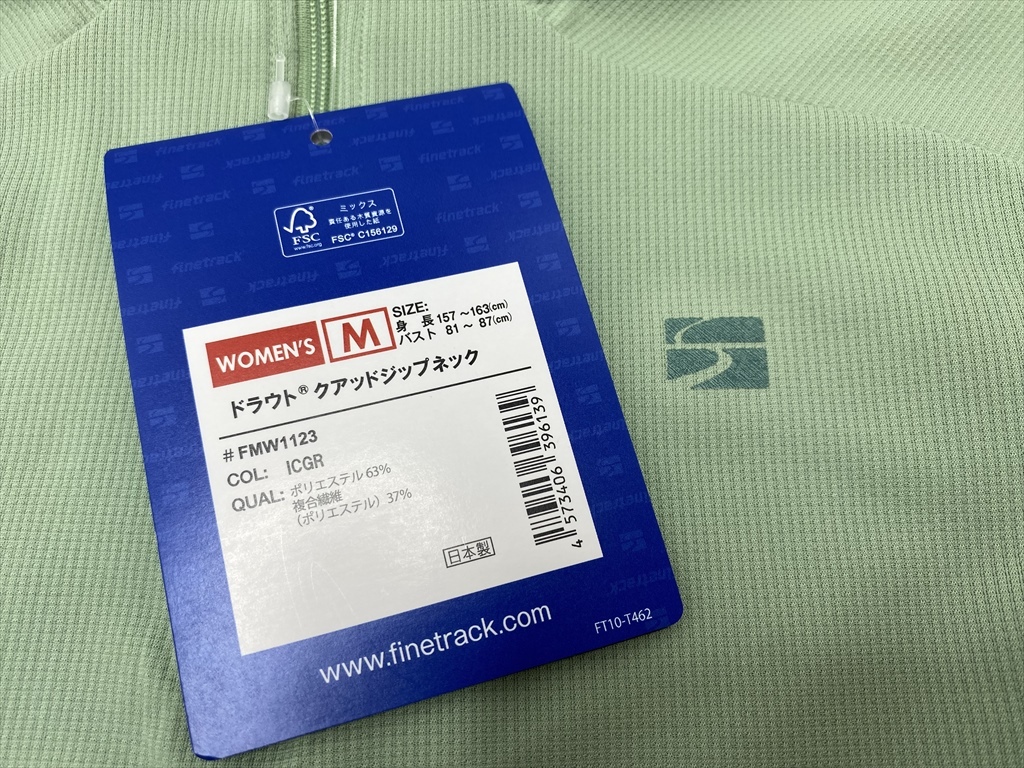 finetrack
ミックス
責任ある木質資源を
使用した紙
FSC
www.fsc.org
FSC® C156129
WOMEN'S
M
SIZE:
身 長 157 ～163(cm)
バスト 81 ～ 87(cm)
ドラウト® クアッドジップネック
# FMW1123
COL: ICGR
QUAL: ポリエステル 63%
複合繊維
（ポリエステル） 37%
4 573406 396139
日本製
www.finetrack.com
FT10-T462